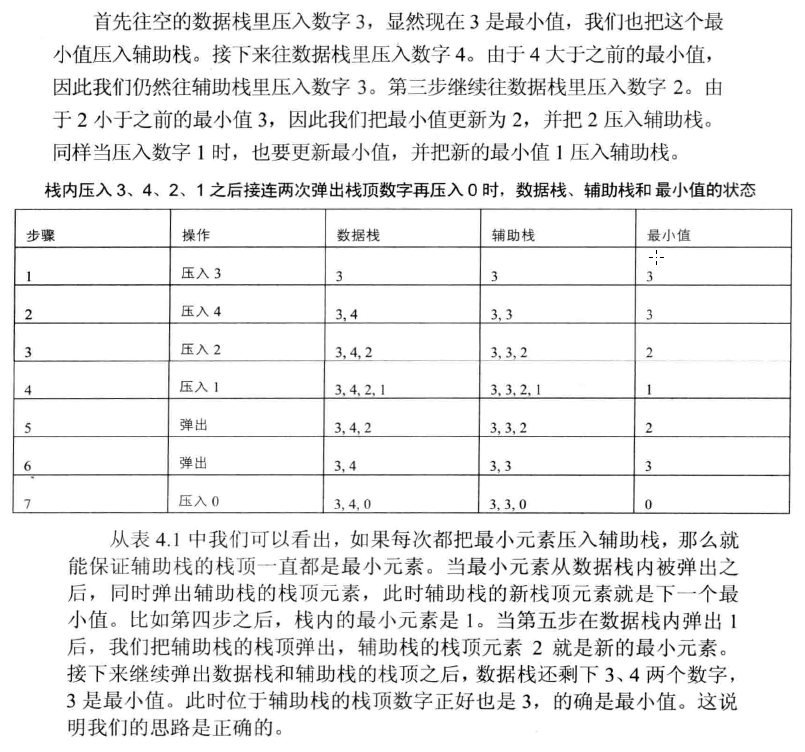 首先往空的数据栈里压入数字 3，显然现在 3 是最小值，我们也把这个最
小值压入辅助栈。接下来往数据栈里压入数字 4。由于 4 大于之前的最小值，
因此我们仍然往辅助栈里压入数字 3。第三步继续往数据栈里压入数字 2。由
于 2 小于之前的最小值 3，因此我们把最小值更新为 2，并把 2 压入辅助栈。
同样当压入数字 1 时，也要更新最小值，并把新的最小值 1 压入辅助栈。
栈内压入 3、4、2、1 之后接连两次弹出栈顶数字再压入 0 时，数据栈、辅助栈和 最小值的状态
步骤 操作 数据栈 辅助栈 最小值
1 压入 3 3 3 3
2 压入 4 3, 4 3, 3 3
3 压入 2 3, 4, 2 3, 3, 2 2
4 压入 1 3, 4, 2, 1 3, 3, 2, 1 1
5 弹出 3, 4, 2 3, 3, 2 2
6 弹出 3, 4 3, 3 3
7 压入 0 3, 4, 0 3, 3, 0 0
从表 4.1 中我们可以看出，如果每次都把最小元素压入辅助栈，那么就
能保证辅助栈的栈顶一直都是最小元素。当最小元素从数据栈内被弹出之
后，同时弹出辅助栈的栈顶元素，此时辅助栈的新栈顶元素就是下一个最
小值。比如第四步之后，栈内的最小元素是 1。当第五步在数据栈内弹出 1
后，我们把辅助栈的栈顶弹出，辅助栈的栈顶元素 2 就是新的最小元素。
接下来继续弹出数据栈和辅助栈的栈顶之后，数据栈还剩下 3、4 两个数字，
3 是最小值。此时位于辅助栈的栈顶数字正好也是 3，的确是最小值。这说
明我们的思路是正确的。